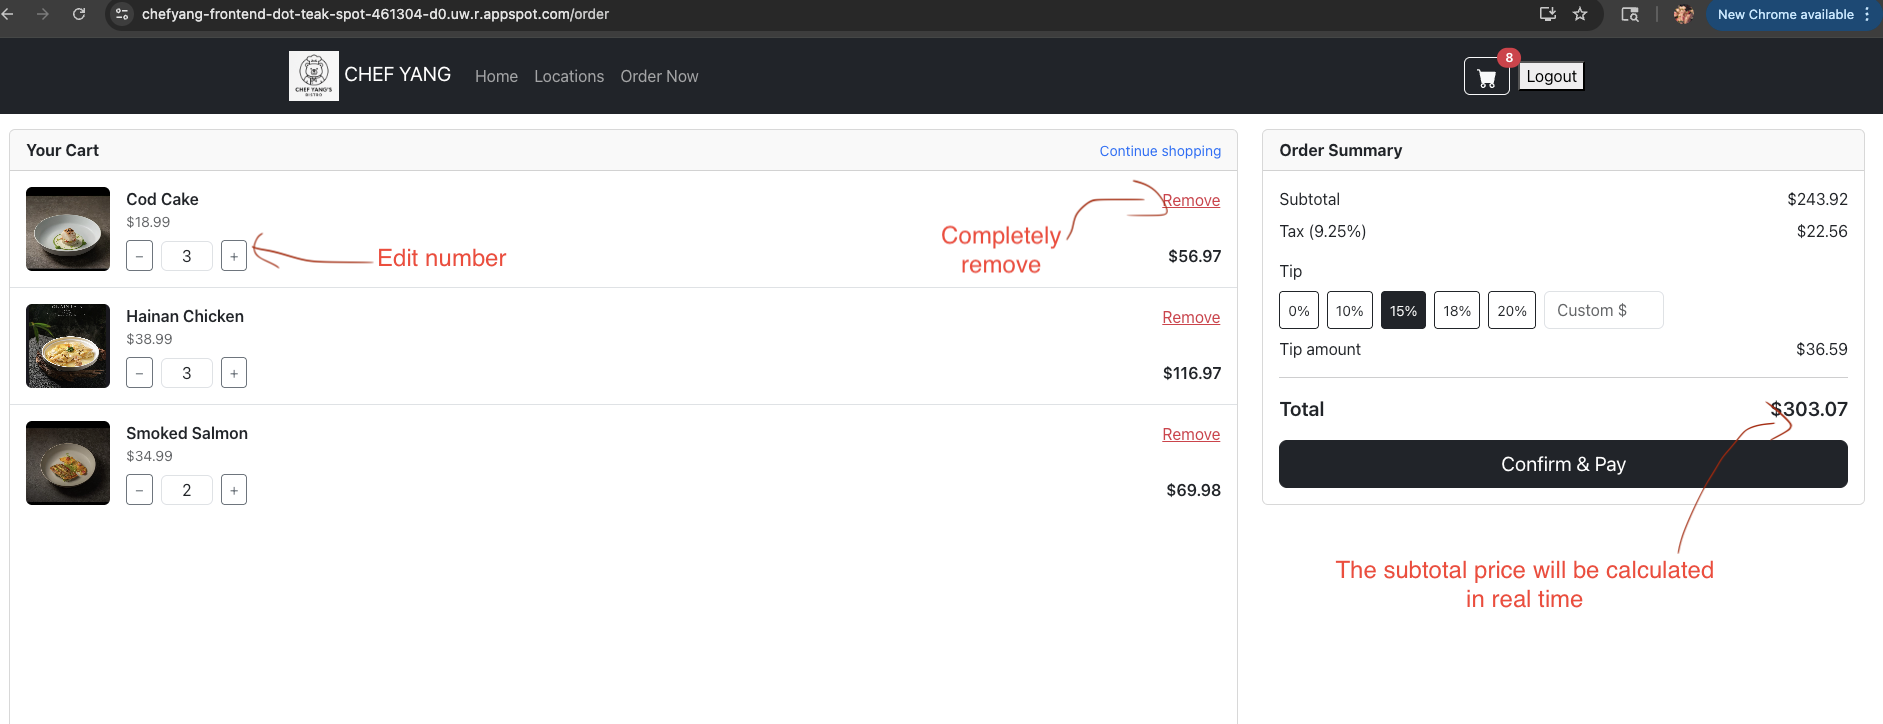 chefyang-frontend-dot-teak-spot-461304-d0.uw.r.appspot.com/order
New Chrome available
CHEF YANG'S
BISTRO
CHEF YANG
Home
Locations
Order Now
8
Logout
Your Cart
Continue shopping
Cod Cake
Remove
$18.99
− 3 +
$56.97
Edit number
Completely
remove
Hainan Chicken
Remove
$38.99
− 3 +
$116.97
Smoked Salmon
Remove
$34.99
− 2 +
$69.98
Order Summary
Subtotal $243.92
Tax (9.25%) $22.56
Tip
0% 10% 15% 18% 20% Custom $
Tip amount $36.59
Total $303.07
Confirm & Pay
The subtotal price will be calculated
in real time